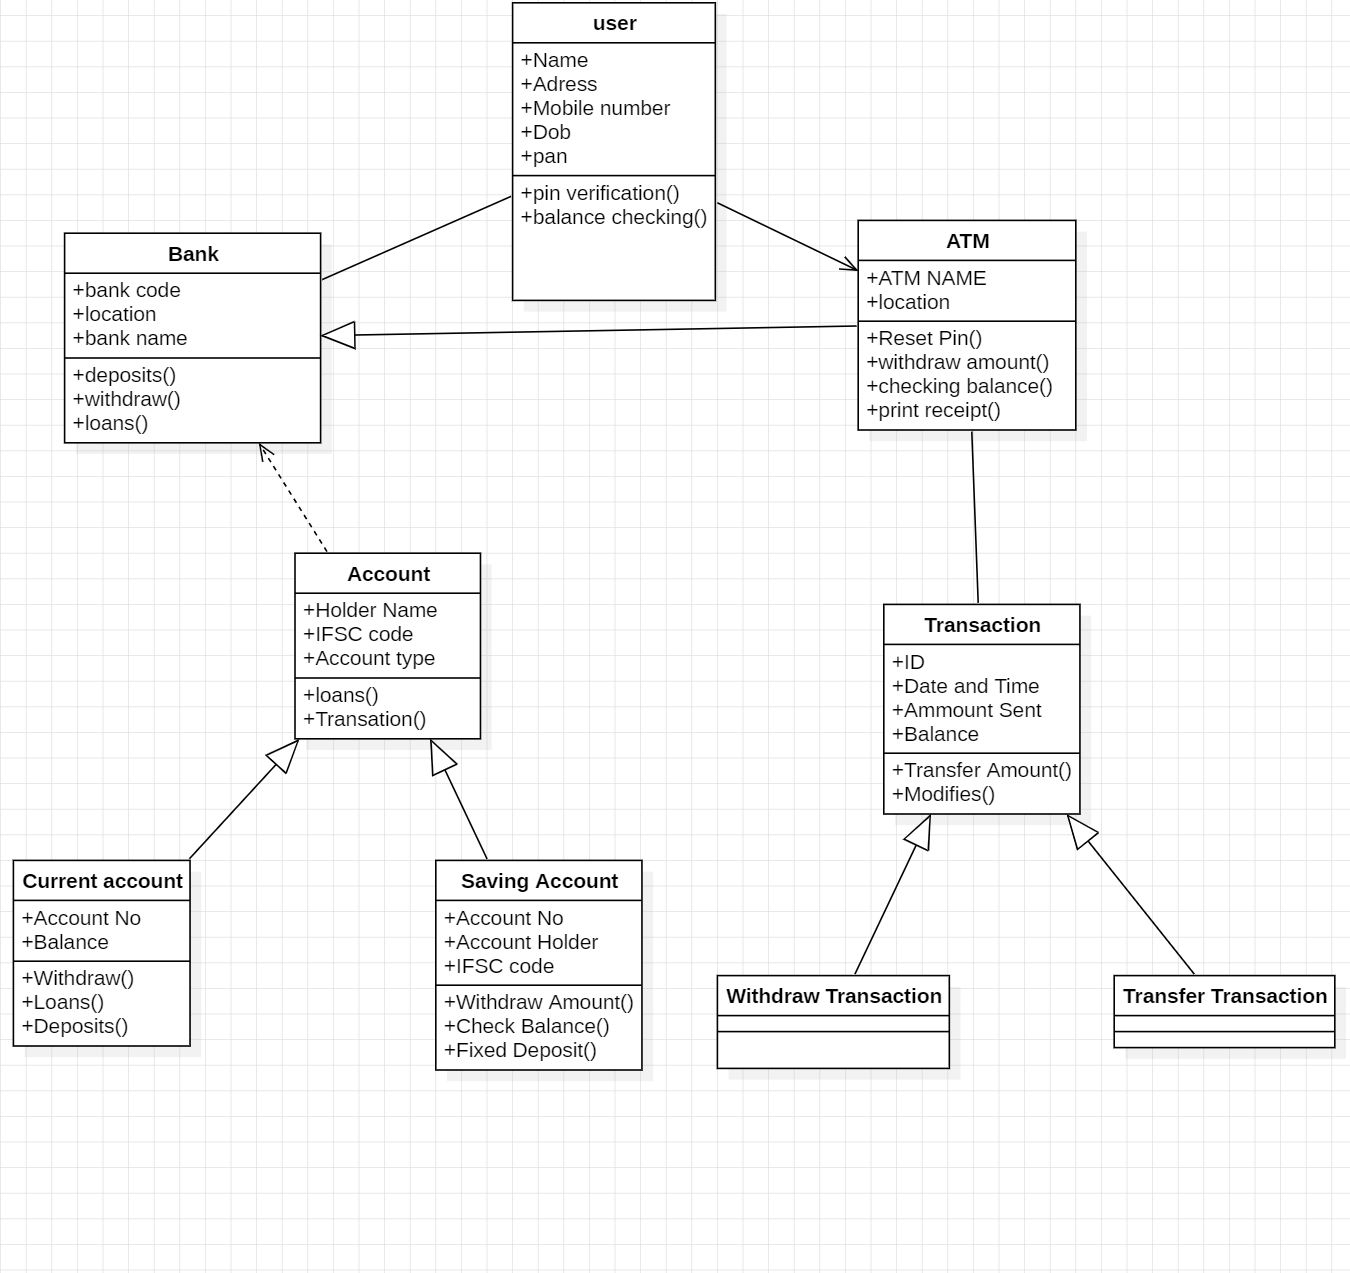 user
+Name
+Adress
+Mobile number
+Dob
+pan
+pin verification()
+balance checking()
Bank
+bank code
+location
+bank name
+deposits()
+withdraw()
+loans()
ATM
+ATM NAME
+location
+Reset Pin()
+withdraw amount()
+checking balance()
+print receipt()
Account
+Holder Name
+IFSC code
+Account type
+loans()
+Transation()
Transaction
+ID
+Date and Time
+Ammount Sent
+Balance
+Transfer Amount()
+Modifies()
Current account
+Account No
+Balance
+Withdraw()
+Loans()
+Deposits()
Saving Account
+Account No
+Account Holder
+IFSC code
+Withdraw Amount()
+Check Balance()
+Fixed Deposit()
Withdraw Transaction
Transfer Transaction